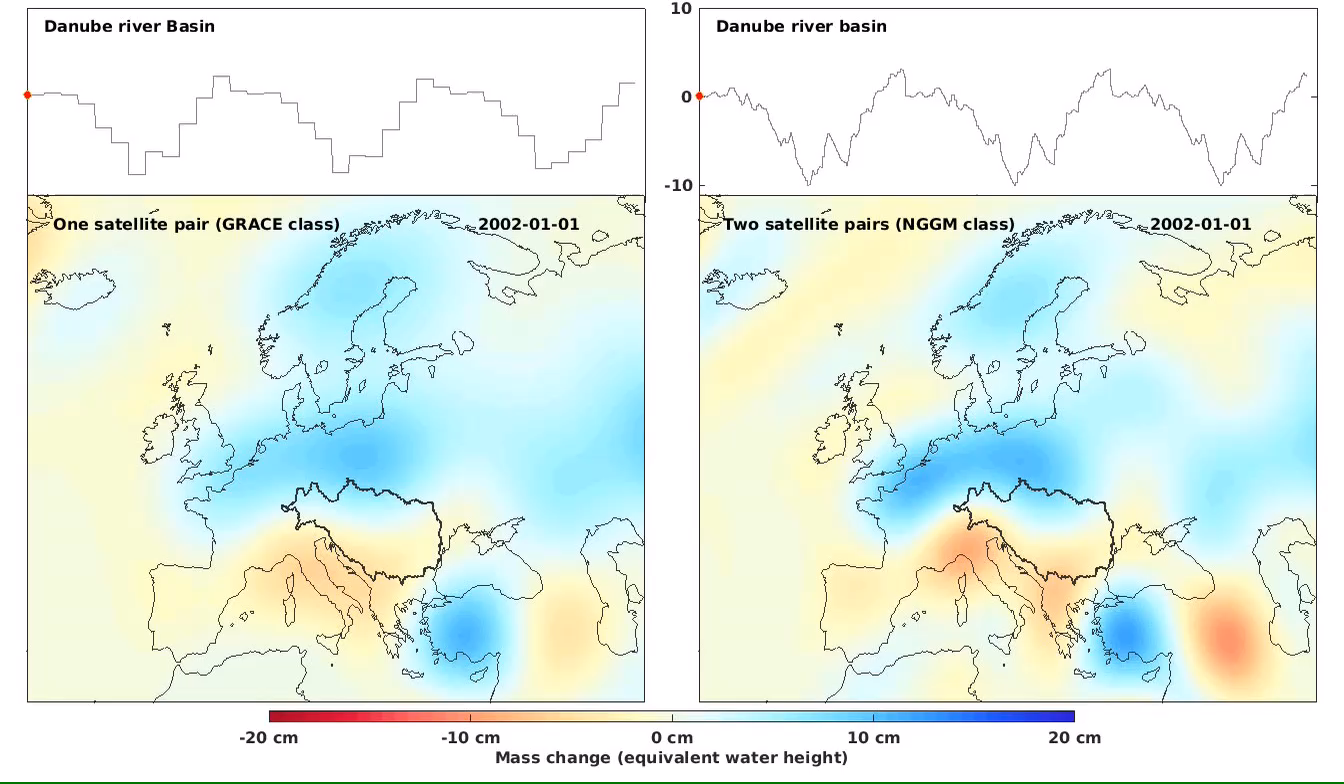 Danube river Basin
10
Danube river basin
0
-10
One satellite pair (GRACE class) 2002-01-01
Two satellite pairs (NGGM class) 2002-01-01
-20 cm -10 cm 0 cm 10 cm 20 cm
Mass change (equivalent water height)